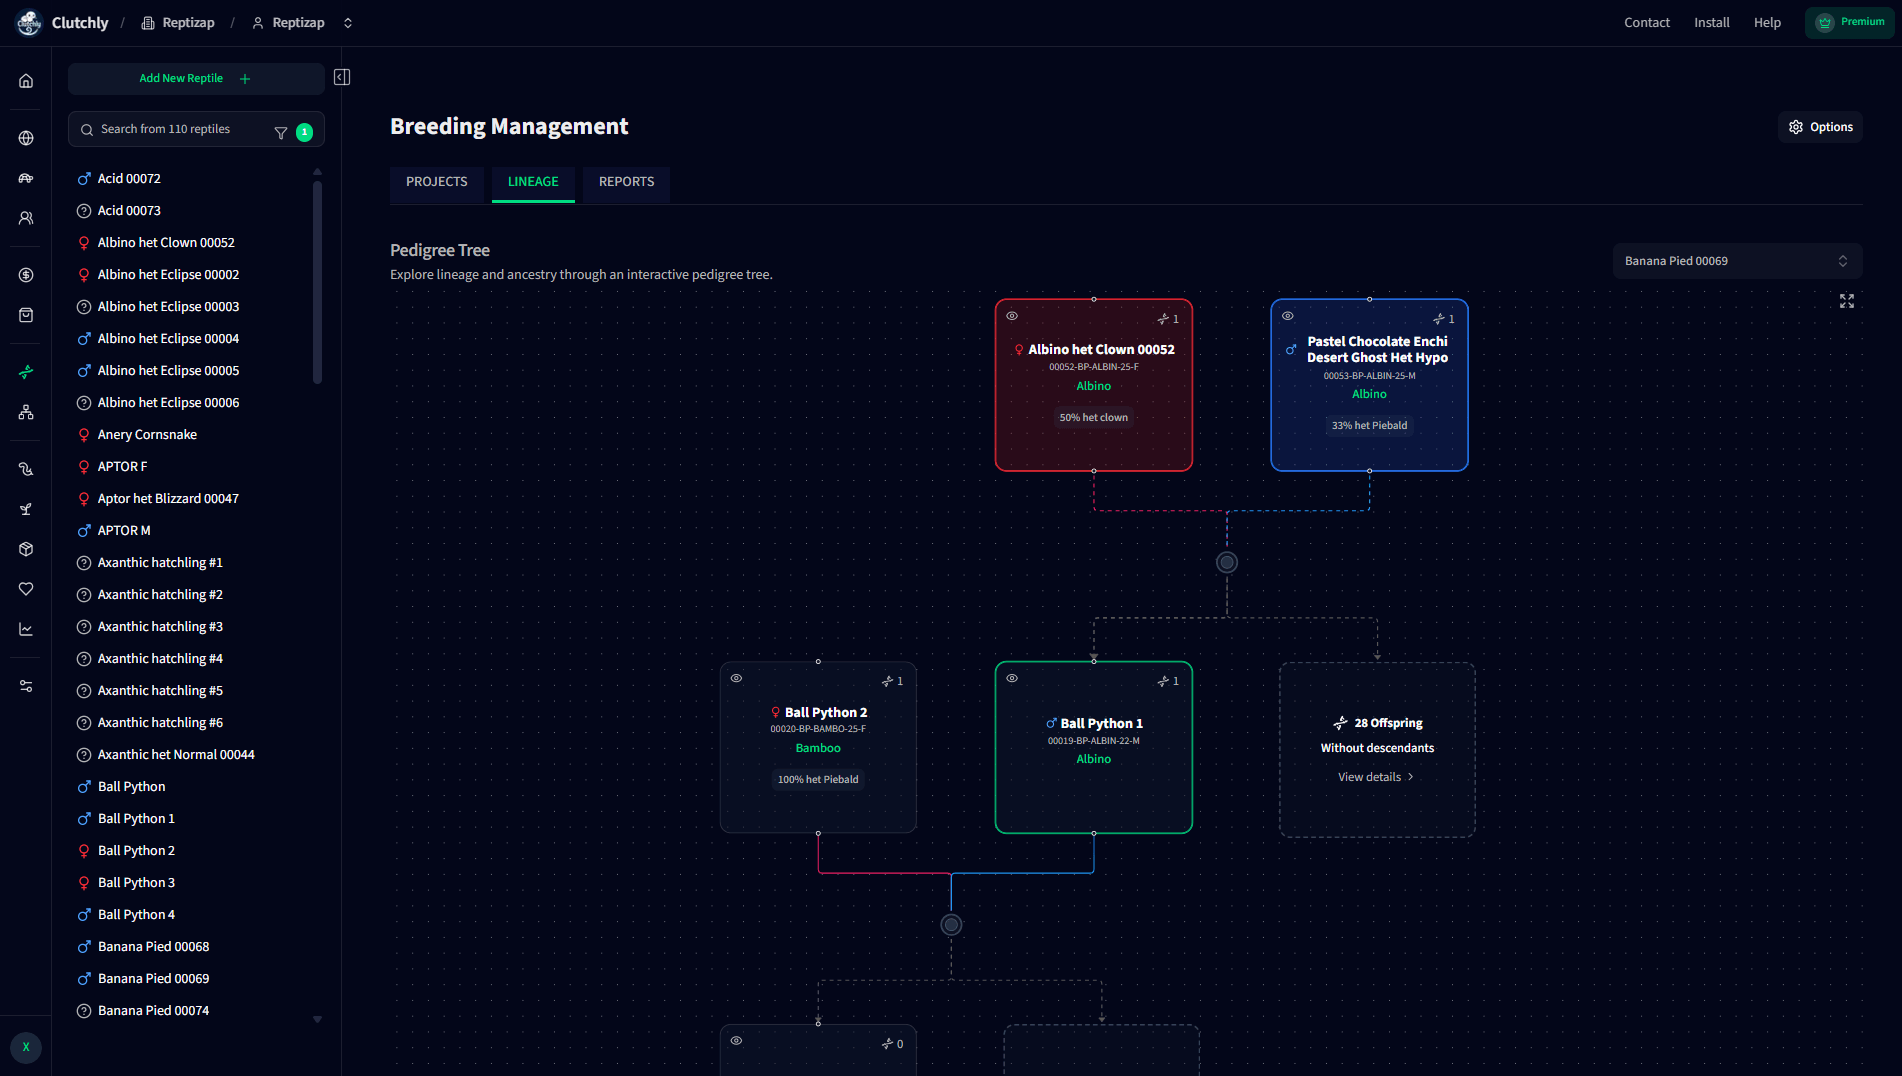 Clutchly / Reptizap / Reptizap
Contact Install Help Premium
Add New Reptile +
Search from 110 reptiles 1
Acid 00072
Acid 00073
Albino het Clown 00052
Albino het Eclipse 00002
Albino het Eclipse 00003
Albino het Eclipse 00004
Albino het Eclipse 00005
Albino het Eclipse 00006
Anery Cornsnake
APTOR F
Aptor het Blizzard 00047
APTOR M
Axanthic hatchling #1
Axanthic hatchling #2
Axanthic hatchling #3
Axanthic hatchling #4
Axanthic hatchling #5
Axanthic hatchling #6
Axanthic het Normal 00044
Ball Python
Ball Python 1
Ball Python 2
Ball Python 3
Ball Python 4
Banana Pied 00068
Banana Pied 00069
Banana Pied 00074
X
Breeding Management
Options
PROJECTS LINEAGE REPORTS
Pedigree Tree
Explore lineage and ancestry through an interactive pedigree tree.
Banana Pied 00069
1
Albino het Clown 00052
00052-BP-ALBIN-25-F
Albino
50% het clown
1
Pastel Chocolate Enchi
Desert Ghost Het Hypo
00053-BP-ALBIN-25-M
Albino
33% het Piebald
1
Ball Python 2
00020-BP-BAMBO-25-F
Bamboo
100% het Piebald
1
Ball Python 1
00019-BP-ALBIN-22-M
Albino
28 Offspring
Without descendants
View details
0